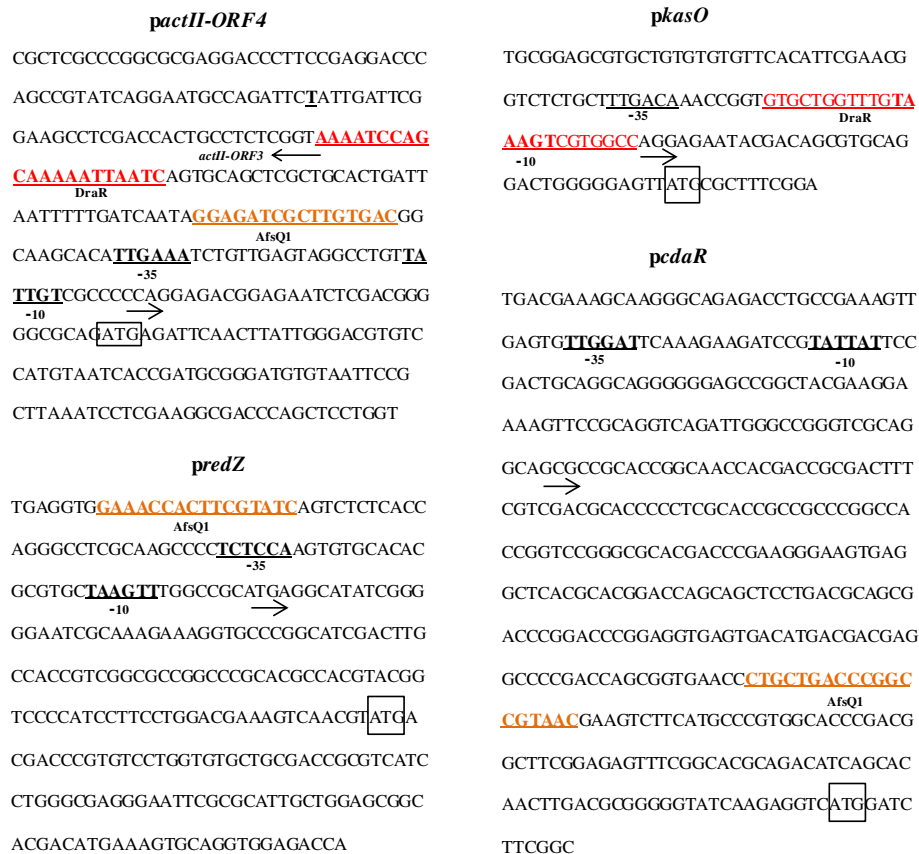 pactII-ORF4
CGCTCGCCCGGCGCGAGGACCCTTCCGAGGACCC
AGCCGTATCAGGAATGCCAGATTCTATTGATTCG
GAAGCCTCGACCACTGCCTCTCGGTAAAATCCAG
actII-ORF3
CAAAAATTAATCAGTGCAGCTCGCTGCACTGATT
DraR
AATTTTTGATCAATAGGAGATCGCTTGTGACGG
AfsQ1
CAAGCACATTGAAATCTGTTGAGTAGGCCTGTTA
-35
TTGTCGCCCCCAGGAGACGGAGAATCTCGACGGG
-10
GGCGCAGATGAGATTCAACTTATTGGGACGTGTC
CATGTAATCACCGATGCGGGATGTGTAATTCCG
CTTAAATCCTCGAAGGCGACCCAGCTCCTGGT
predZ
TGAGGTGGAAACCACTTCGTATCAGTCTCTCACC
AfsQ1
AGGGCCTCGCAAGCCCCTCTCCAAGTGTGCACAC
-35
GCGTGCTAAGTTTGGCCGCATGAGGCATATCGGG
-10
GGAATCGCAAAGAAAGGTGCCCGGCATCGACTTG
CCACCGTCGGCGCCGGCCCGCACGCCACGTACGG
TCCCCATCCTTCCTGGACGAAAGTCAACGTATGA
CGACCCGTGTCCTGGTGTGCTGCGACCGCGTCATC
CTGGGCGAGGGAATTCGCGCATTGCTGGAGCGGC
ACGACATGAAAGTGCAGGTGGAGACCA
pkasO
TGCGGAGCGTGCTGTGTGTGTTCACATTCGAACG
GTCTCTGCTTTGACAAACCGGTGTGCTGGTTTGTA
-35 DraR
AAGTCGTGGCCAGGAGAATACGACAGCGTGCAG
-10
GACTGGGGGAGTTATGCGCTTTCGGA
pcdaR
TGACGAAAGCAAGGGCAGAGACCTGCCGAAAGTT
GAGTGTTGGATTCAAAGAAGATCCGTATTATTCC
-35 -10
GACTGCAGGCAGGGGGAGCCGGCTACGAAGGA
AAAGTTCCGCAGGTCAGATTGGGCCGGGTCGCAG
GCAGCGCCGCACCGGCAACCACGACCGCGACTTT
CGTCGACGCACCCCCTCGCACCGCCGCCCGGCCA
CCGGTCCGGGCGCACGACCCGAAGGGAAGTGAG
GCTCACGCACGGACCAGCAGCTCCTGACGCAGCG
ACCCGGACCCGGAGGTGAGTGACATGACGACGAG
GCCCCGACCAGCGGTGAACCCTGCTGACCCGGC
AfsQ1
CGTAACGAAGTCTTCATGCCCGTGGCACCCGACG
GCTTCGGAGAGTTTCGGCACGCAGACATCAGCAC
AACTTGACGCGGGGGTATCAAGAGGTCATGGATC
TTCGGC